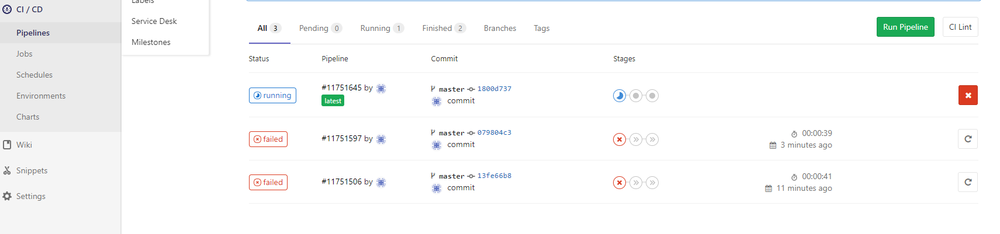 CI / CD
Pipelines
Jobs
Schedules
Environments
Charts
Wiki
Snippets
Settings
Labels
Service Desk
Milestones
All 3 Pending 0 Running 1 Finished 2 Branches Tags Run Pipeline CI Lint
Status Pipeline Commit Stages
running #11751645 by master 1800d737
latest commit
failed #11751597 by master 079804c3 00:00:39
commit 3 minutes ago
failed #11751506 by master 13fe66b8 00:00:41
commit 11 minutes ago